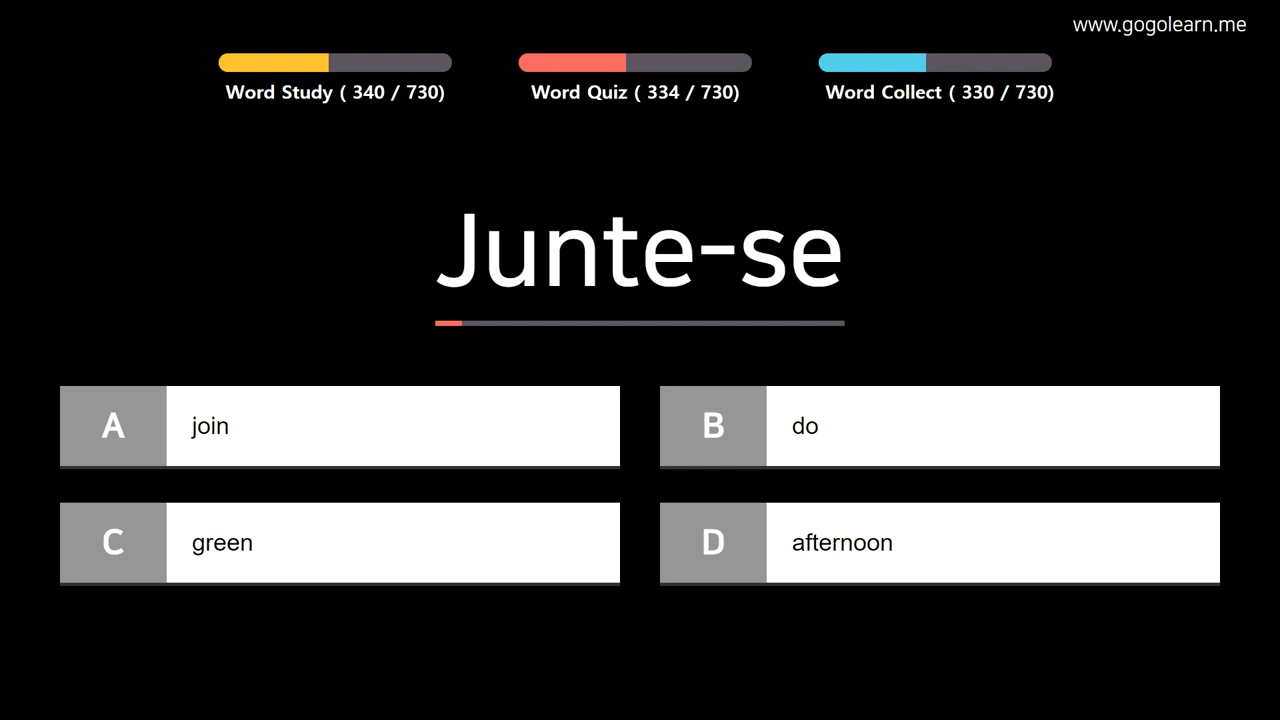 www.gogolearn.me
Word Study ( 340 / 730)
Word Quiz ( 334 / 730)
Word Collect ( 330 / 730)
Junte-se
A
join
B
do
C
green
D
afternoon